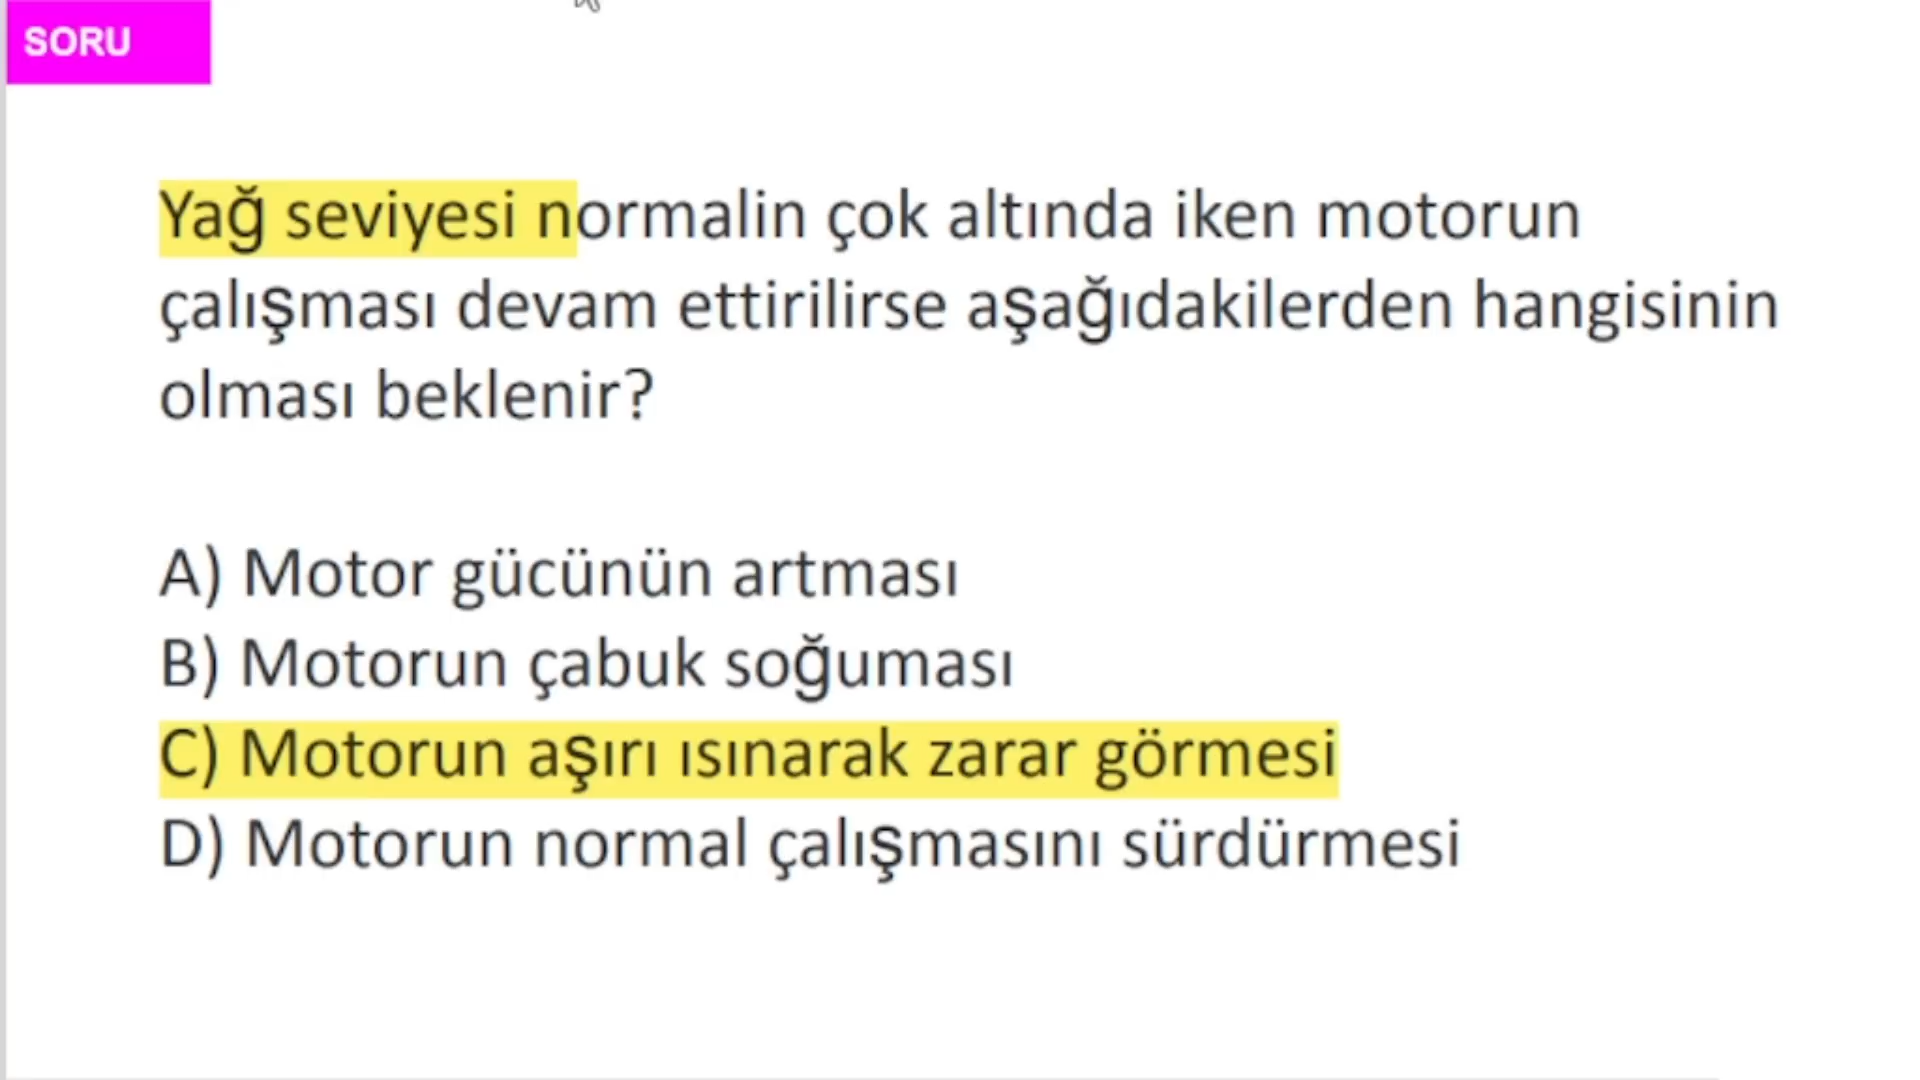 SORU
Yağ seviyesi normalin çok altında iken motorun
çalışması devam ettirilirse aşağıdakilerden hangisinin
olması beklenir?
A) Motor gücünün artması
B) Motorun çabuk soğuması
C) Motorun aşırı ısınarak zarar görmesi
D) Motorun normal çalışmasını sürdürmesi